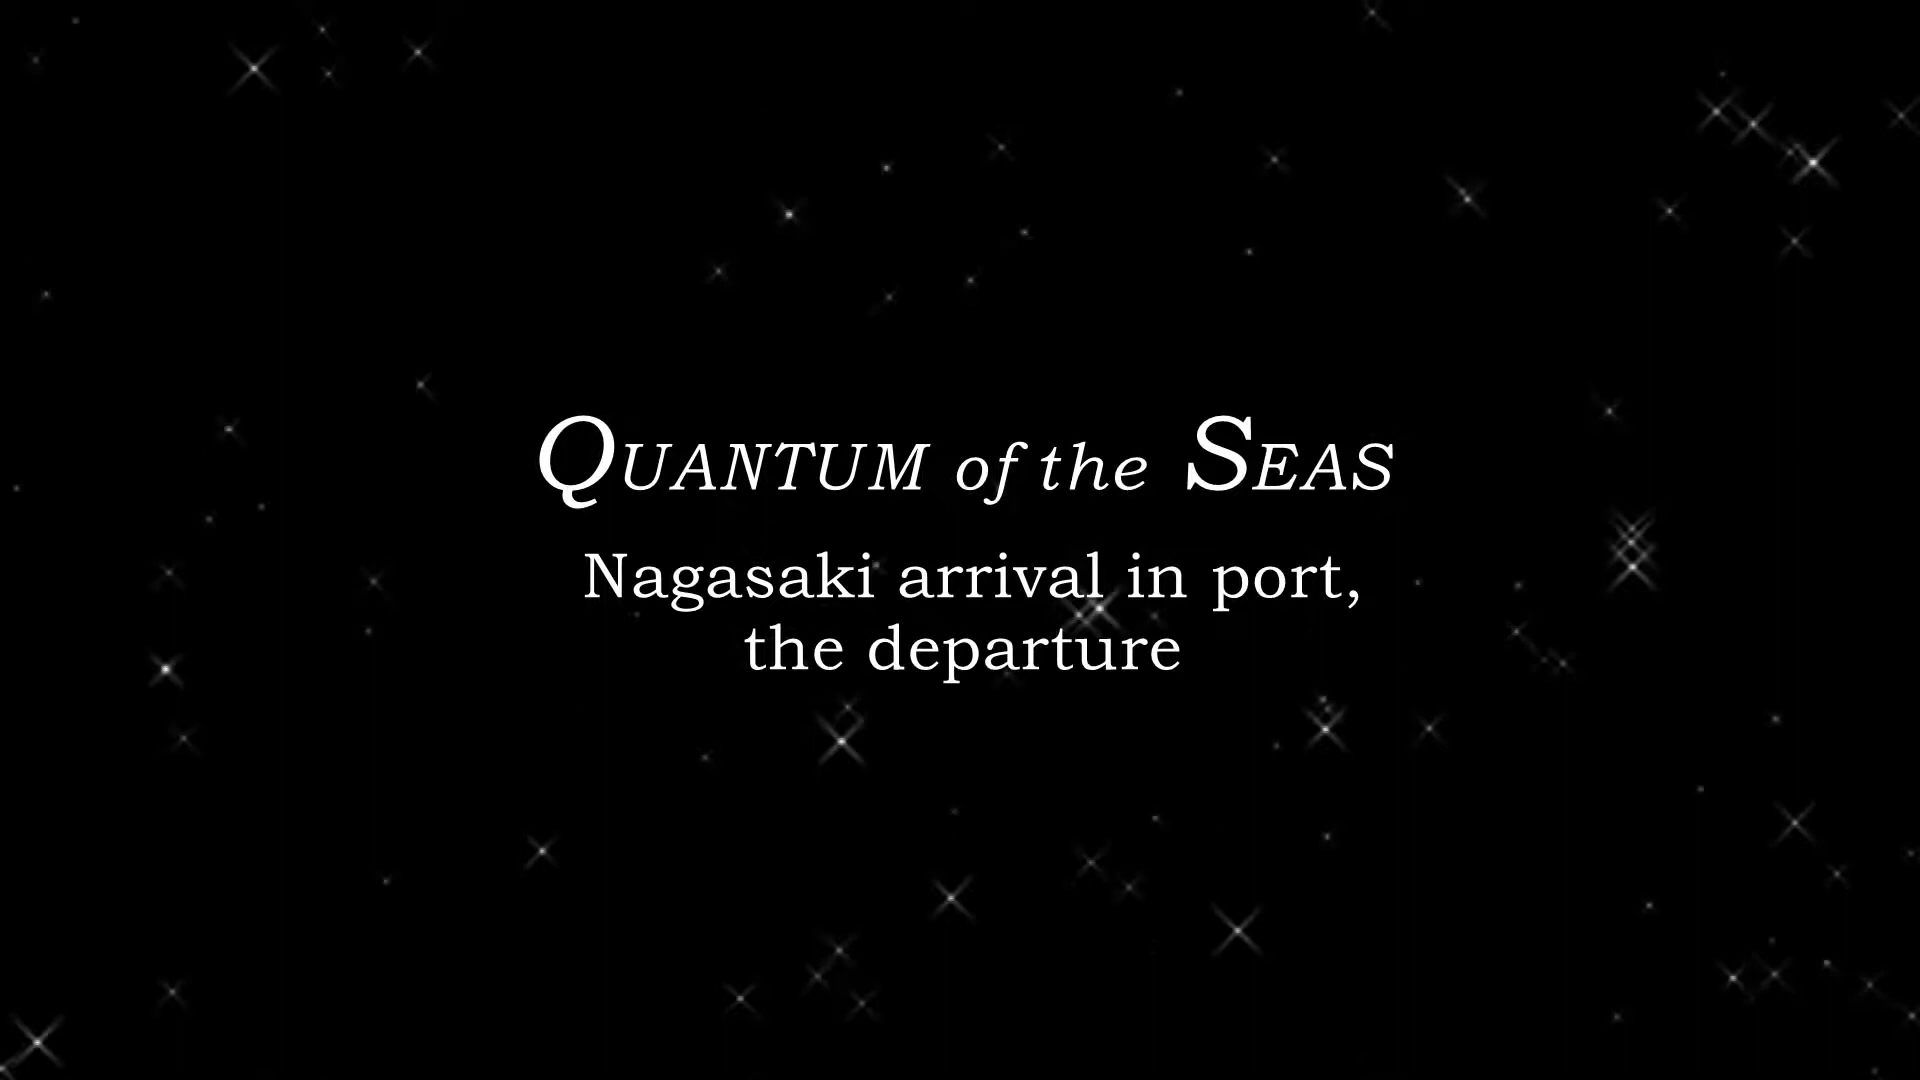 QUANTUM of the SEAS
Nagasaki arrival in port,
the departure